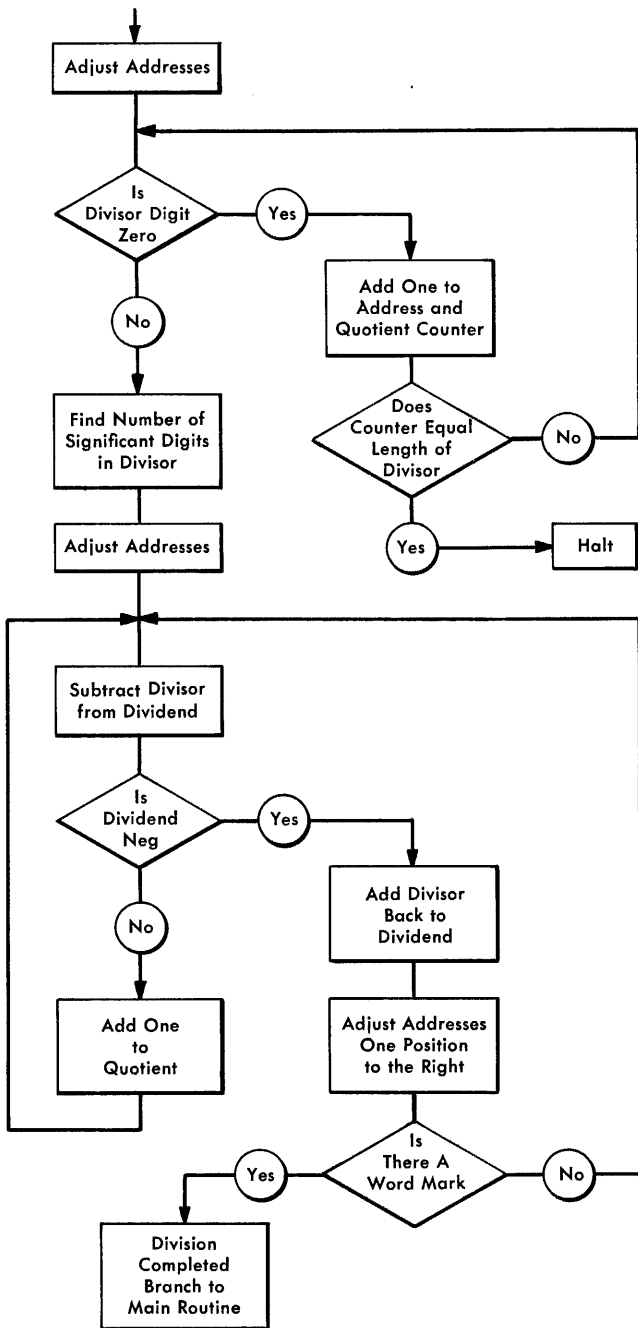 Adjust Addresses
Is
Divisor Digit
Zero
Yes
No
Add One to
Address and
Quotient Counter
Find Number of
Significant Digits
in Divisor
Does
Counter Equal
Length of
Divisor
No
Yes
Halt
Adjust Addresses
Subtract Divisor
from Dividend
Is
Dividend
Neg
Yes
No
Add Divisor
Back to
Dividend
Add One
to
Quotient
Adjust Addresses
One Position
to the Right
Is
There A
Word Mark
Yes
No
Division
Completed
Branch to
Main Routine